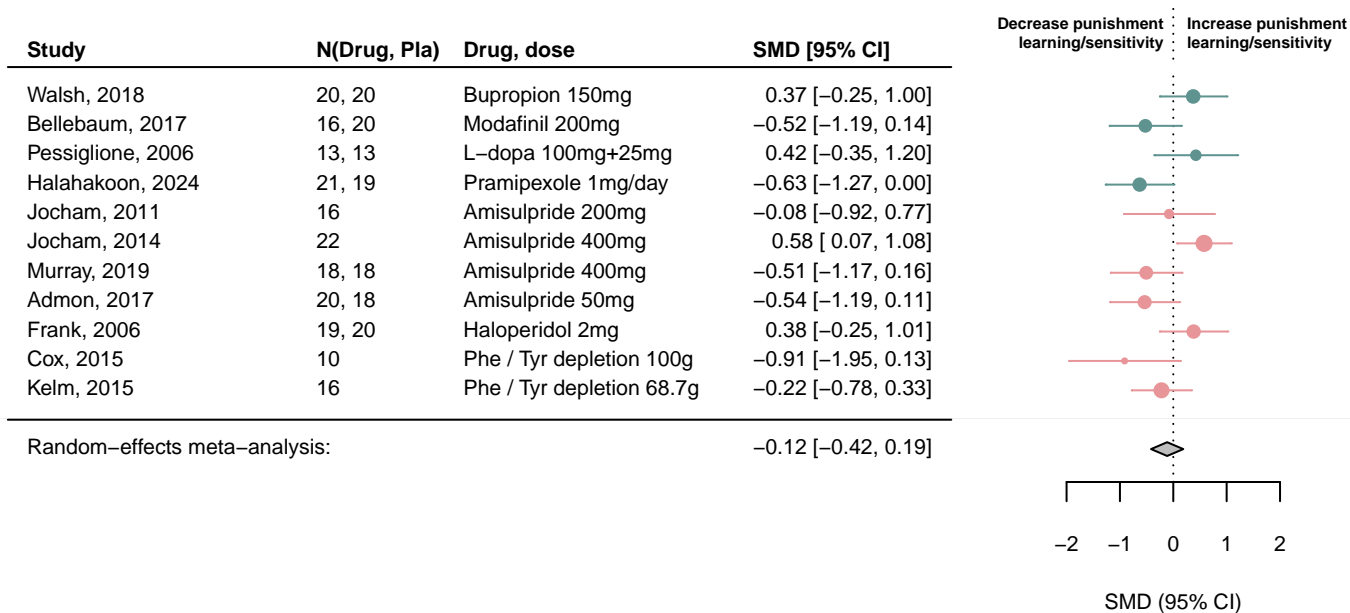 Decrease punishment Increase punishment
learning/sensitivity learning/sensitivity
Study N(Drug, Pla) Drug, dose SMD [95% CI]
Walsh, 2018 20, 20 Bupropion 150mg 0.37 [−0.25, 1.00]
Bellebaum, 2017 16, 20 Modafinil 200mg −0.52 [−1.19, 0.14]
Pessiglione, 2006 13, 13 L−dopa 100mg+25mg 0.42 [−0.35, 1.20]
Halahakoon, 2024 21, 19 Pramipexole 1mg/day −0.63 [−1.27, 0.00]
Jocham, 2011 16 Amisulpride 200mg −0.08 [−0.92, 0.77]
Jocham, 2014 22 Amisulpride 400mg 0.58 [ 0.07, 1.08]
Murray, 2019 18, 18 Amisulpride 400mg −0.51 [−1.17, 0.16]
Admon, 2017 20, 18 Amisulpride 50mg −0.54 [−1.19, 0.11]
Frank, 2006 19, 20 Haloperidol 2mg 0.38 [−0.25, 1.01]
Cox, 2015 10 Phe / Tyr depletion 100g −0.91 [−1.95, 0.13]
Kelm, 2015 16 Phe / Tyr depletion 68.7g −0.22 [−0.78, 0.33]
Random−effects meta−analysis: −0.12 [−0.42, 0.19]
−2 −1 0 1 2
SMD (95% CI)